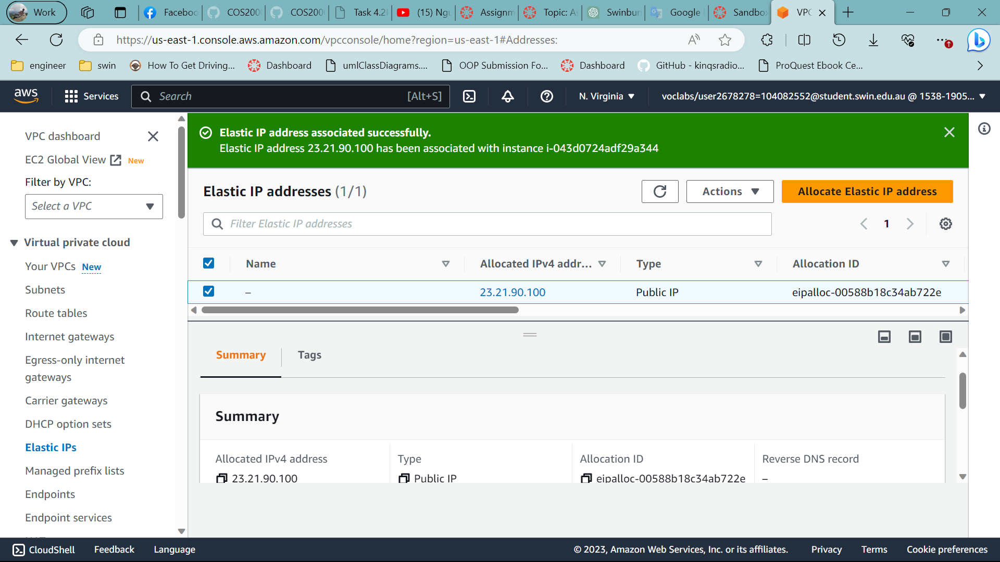 Work
Faceboo
COS200
COS200
Task 4.2
(15) Ngu
Assignm
Topic: A
Swinbur
Google
Sandbo
VPC
https://us-east-1.console.aws.amazon.com/vpcconsole/home?region=us-east-1#Addresses:
engineer
swin
How To Get Driving...
Dashboard
umlClassDiagrams....
OOP Submission Fo...
Dashboard
GitHub - kinqsradio...
ProQuest Ebook Ce...
aws
Services
Search
[Alt+S]
N. Virginia
voclabs/user2678278=104082552@student.swin.edu.au @ 1538-1905...
VPC dashboard
EC2 Global View New
Filter by VPC:
Select a VPC
Virtual private cloud
Your VPCs New
Subnets
Route tables
Internet gateways
Egress-only internet
gateways
Carrier gateways
DHCP option sets
Elastic IPs
Managed prefix lists
Endpoints
Endpoint services
Elastic IP address associated successfully.
Elastic IP address 23.21.90.100 has been associated with instance i-043d0724adf29a344
Elastic IP addresses (1/1)
Actions
Allocate Elastic IP address
Filter Elastic IP addresses
1
Name
Allocated IPv4 addr...
Type
Allocation ID
–
23.21.90.100
Public IP
eipalloc-00588b18c34ab722e
Summary
Tags
Summary
Allocated IPv4 address
Type
Allocation ID
Reverse DNS record
23.21.90.100
Public IP
eipalloc-00588b18c34ab722e
–
CloudShell
Feedback
Language
© 2023, Amazon Web Services, Inc. or its affiliates.
Privacy
Terms
Cookie preferences